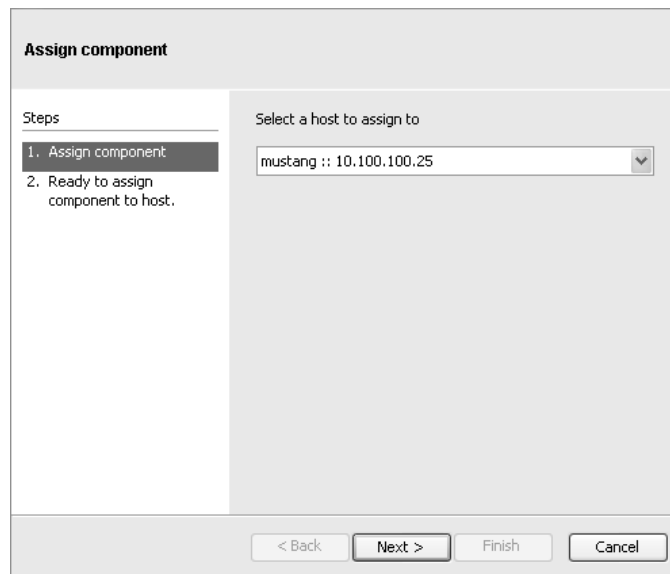 Assign component
Steps
1. Assign component
2. Ready to assign
component to host.
Select a host to assign to
mustang :: 10.100.100.25
< Back
Next >
Finish
Cancel